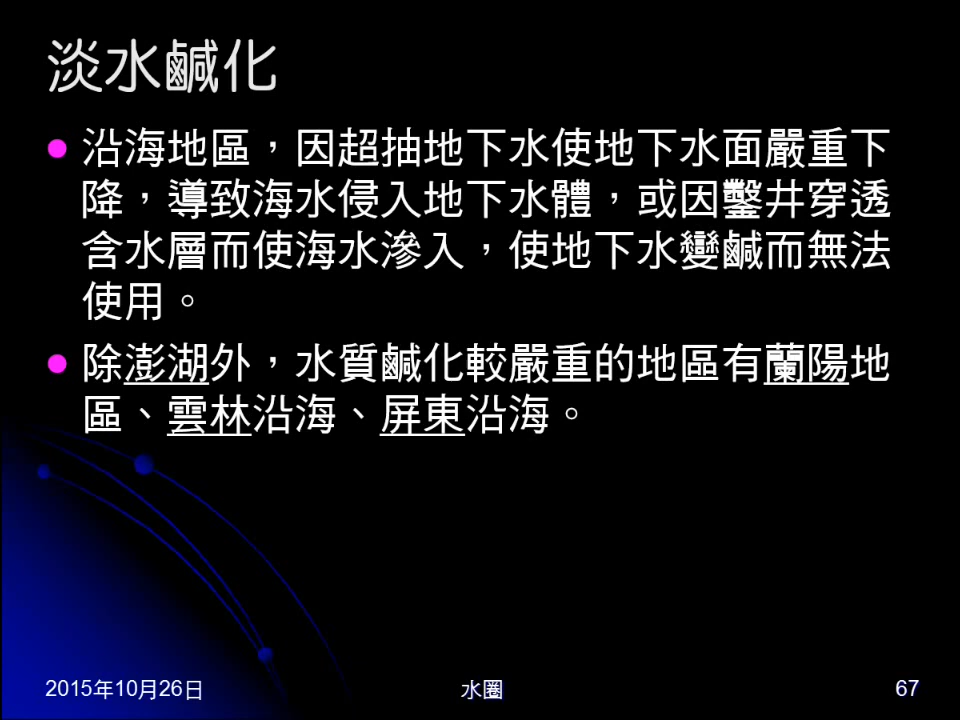 淡水鹹化
沿海地區，因超抽地下水使地下水面嚴重下
降，導致海水侵入地下水體，或因鑿井穿透
含水層而使海水滲入，使地下水變鹹而無法
使用。
除澎湖外，水質鹹化較嚴重的地區有蘭陽地
區、雲林沿海、屏東沿海。
2015年10月26日
水圈
67